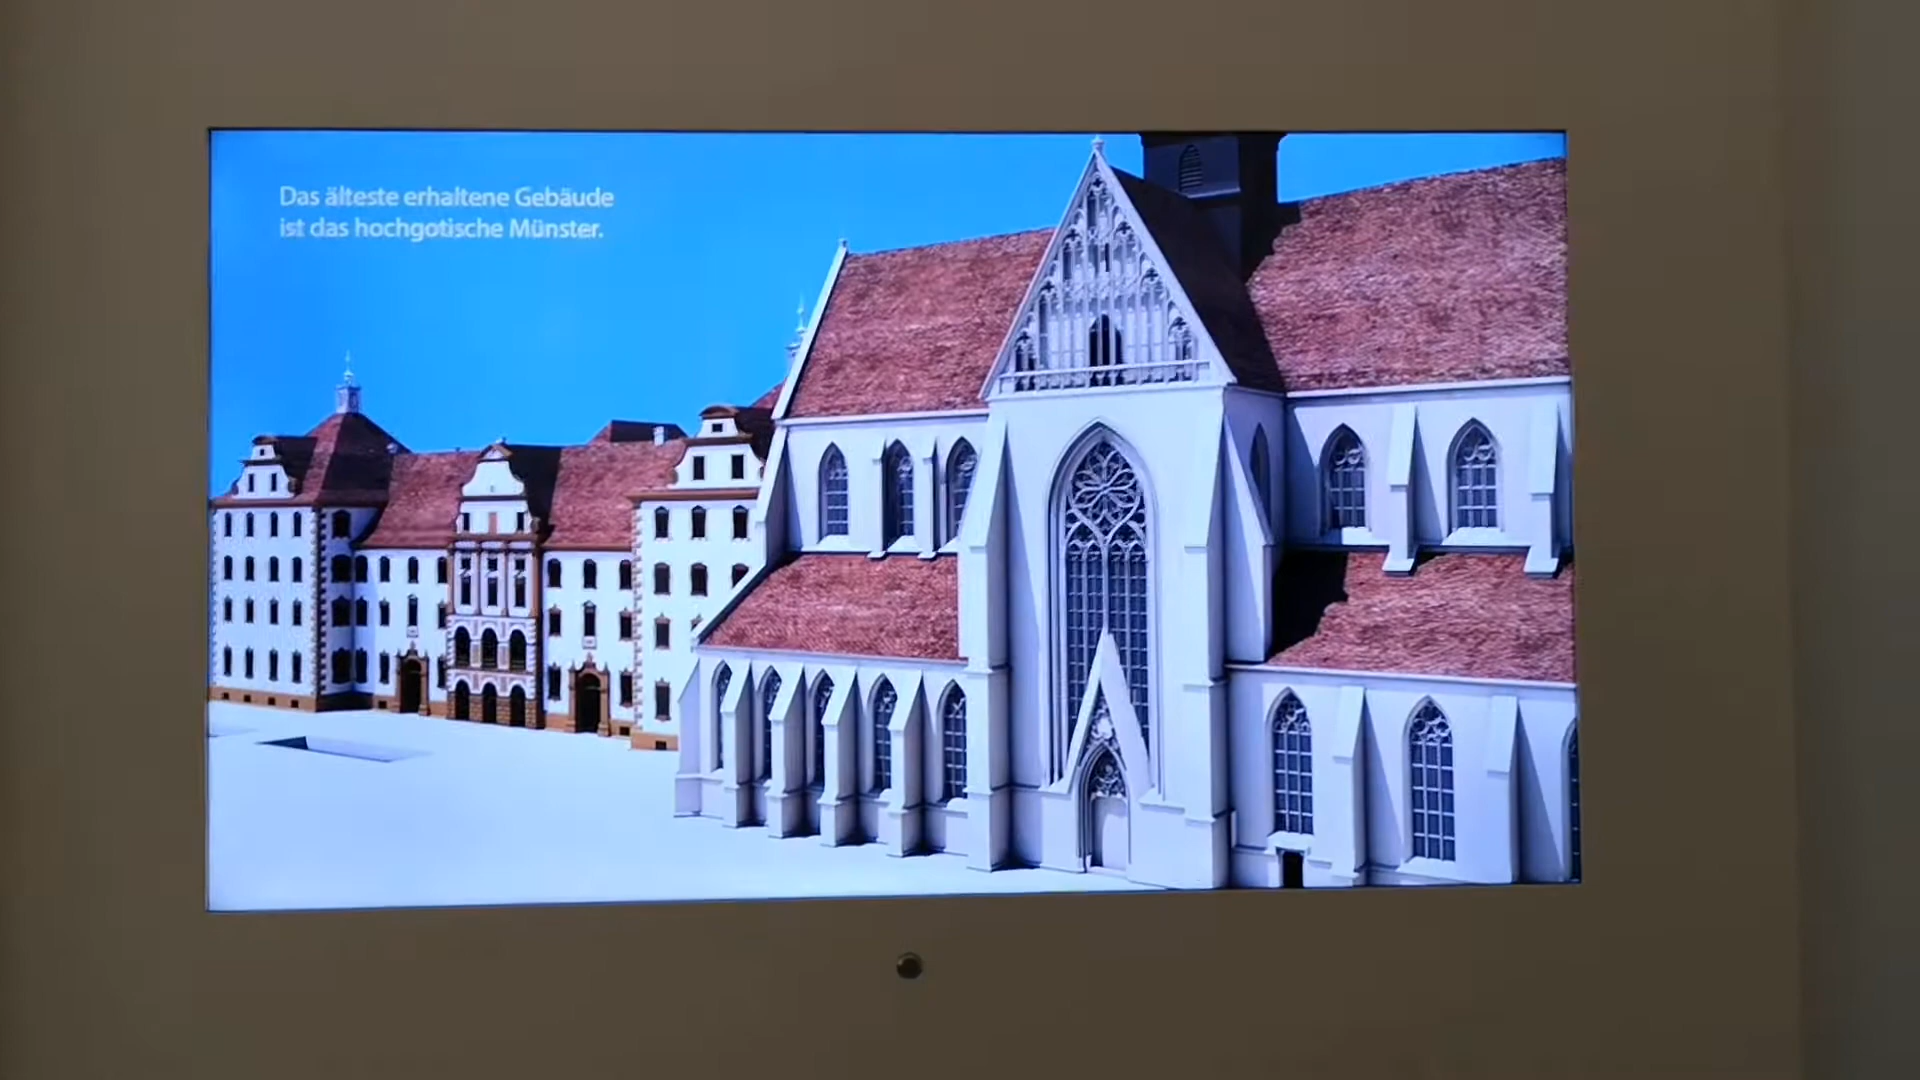 Das älteste erhaltene Gebäude
ist das hochgotische Münster.